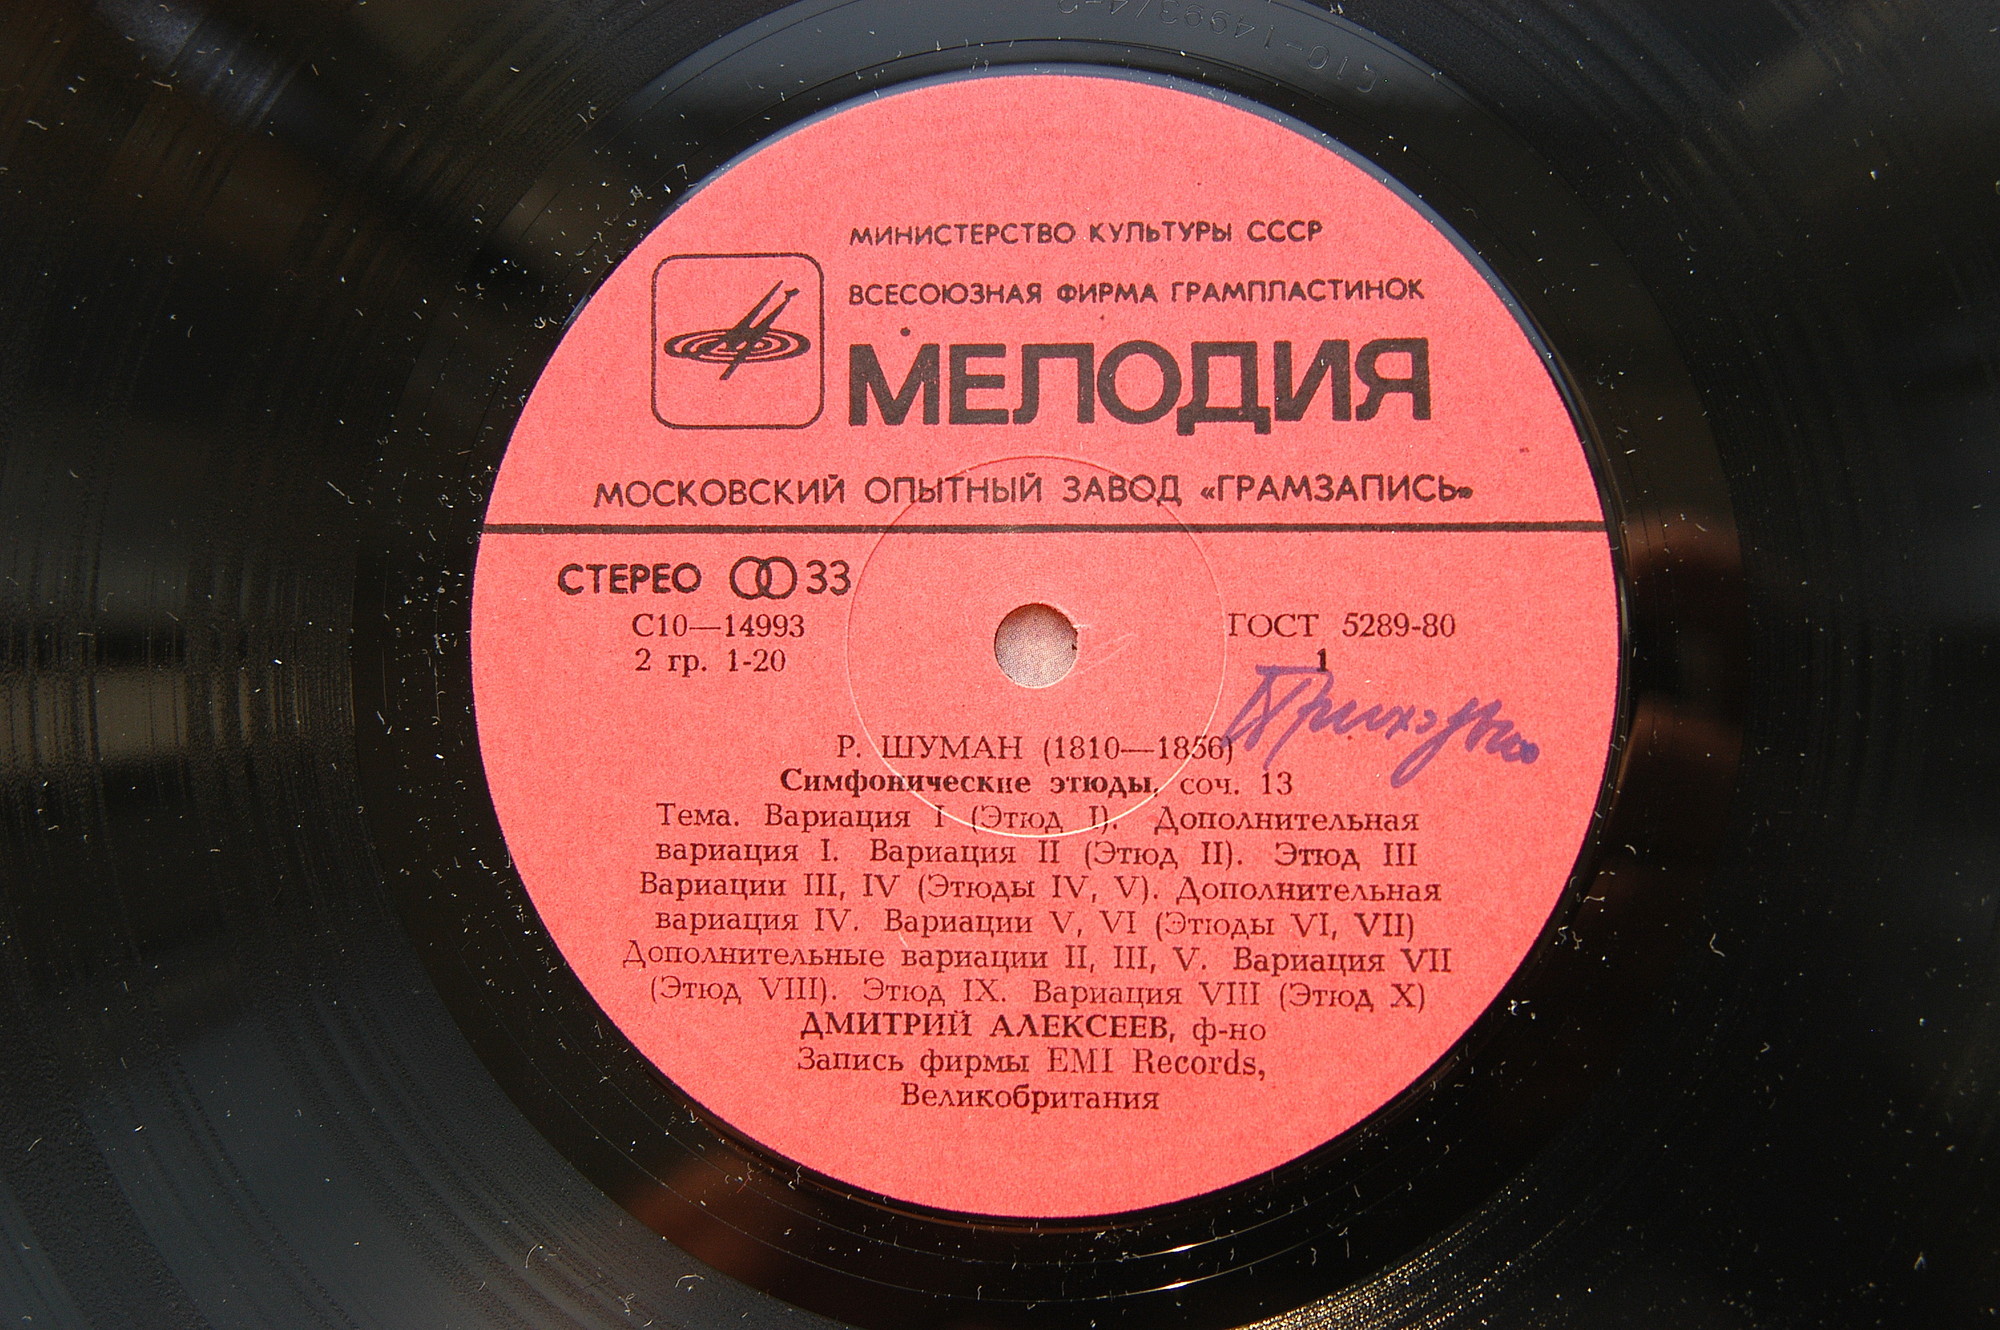 МИНИСТЕРСТВО КУЛЬТУРЫ СССР
ВСЕСОЮЗНАЯ ФИРМА ГРАМПЛАСТИНОК
МЕЛОДИЯ
МОСКОВСКИЙ ОПЫТНЫЙ ЗАВОД «ГРАМЗАПИСЬ»
СТЕРЕО 33
С10—14993
2 гр. 1-20
ГОСТ 5289-80
1
Р. ШУМАН (1810—1856)
Симфонические этюды, соч. 13
Тема. Вариация I (Этюд I). Дополнительная
вариация I. Вариация II (Этюд II). Этюд III
Вариации III, IV (Этюды IV, V). Дополнительная
вариация IV. Вариации V, VI (Этюды VI, VII)
Дополнительные вариации II, III, V. Вариация VII
(Этюд VIII). Этюд IX. Вариация VIII (Этюд X)
ДМИТРИЙ АЛЕКСЕЕВ, ф-но
Запись фирмы EMI Records,
Великобритания